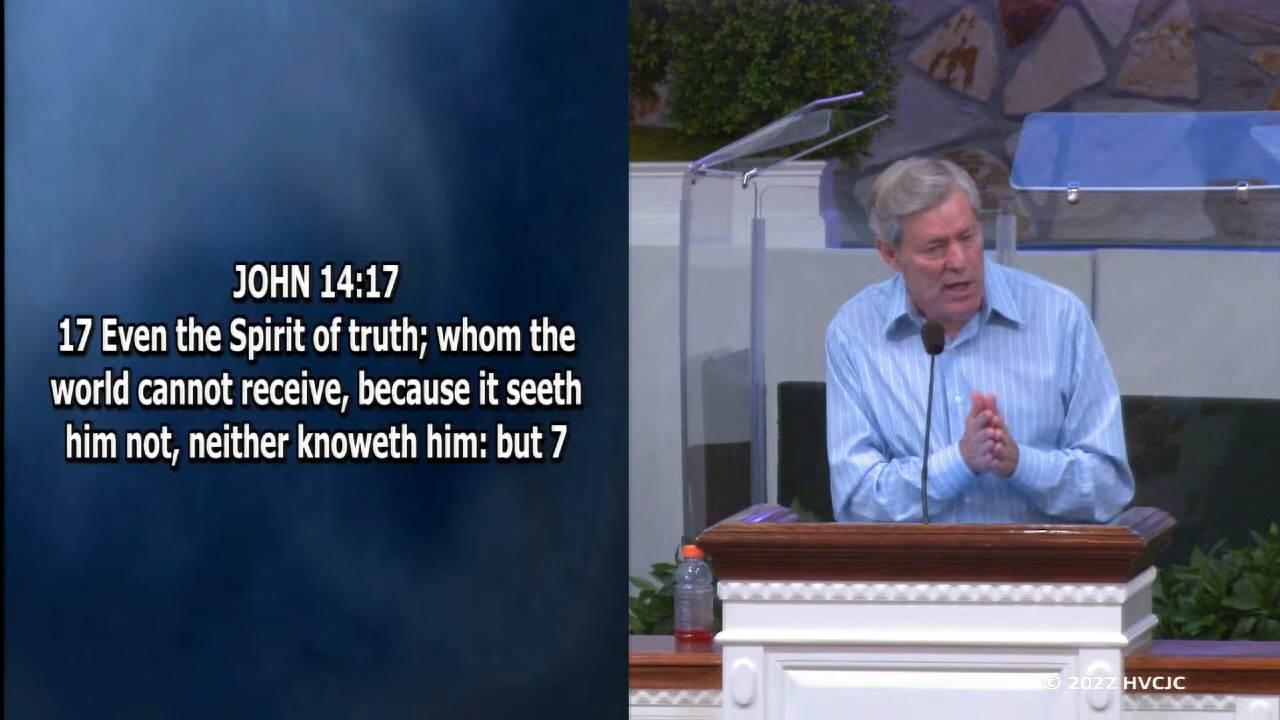 JOHN 14:17
17 Even the Spirit of truth; whom the
world cannot receive, because it seeth
him not, neither knoweth him: but 7
© 2022 HVCJC